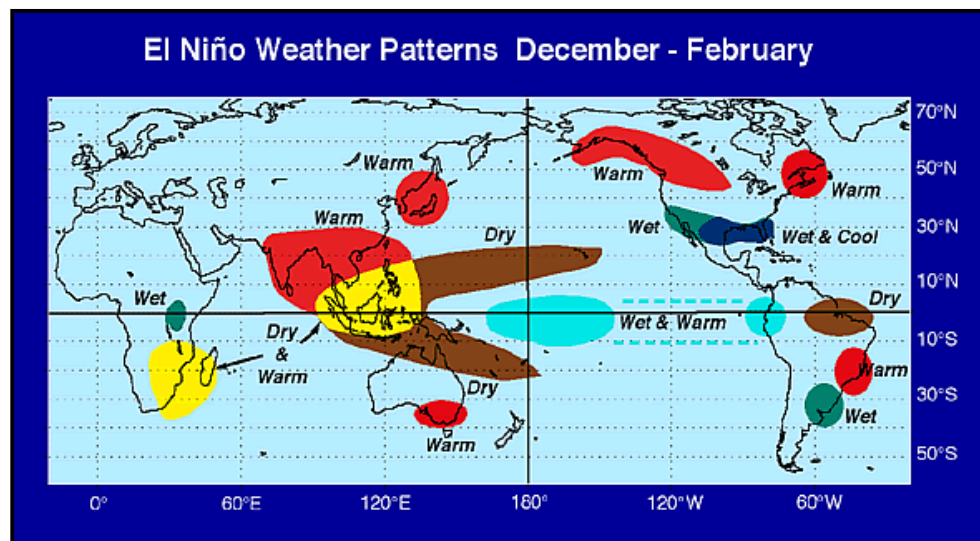 El Niño Weather Patterns December - February
70°N
Warm
50°N
Warm
Warm
Warm
Wet
Wet & Cool
30°N
Dry
10°N
Wet
Dry
Dry
&
Warm
Wet & Warm
10°S
Warm
Dry
30°S
Wet
Warm
50°S
0°
60°E
120°E
180°
120°W
60°W